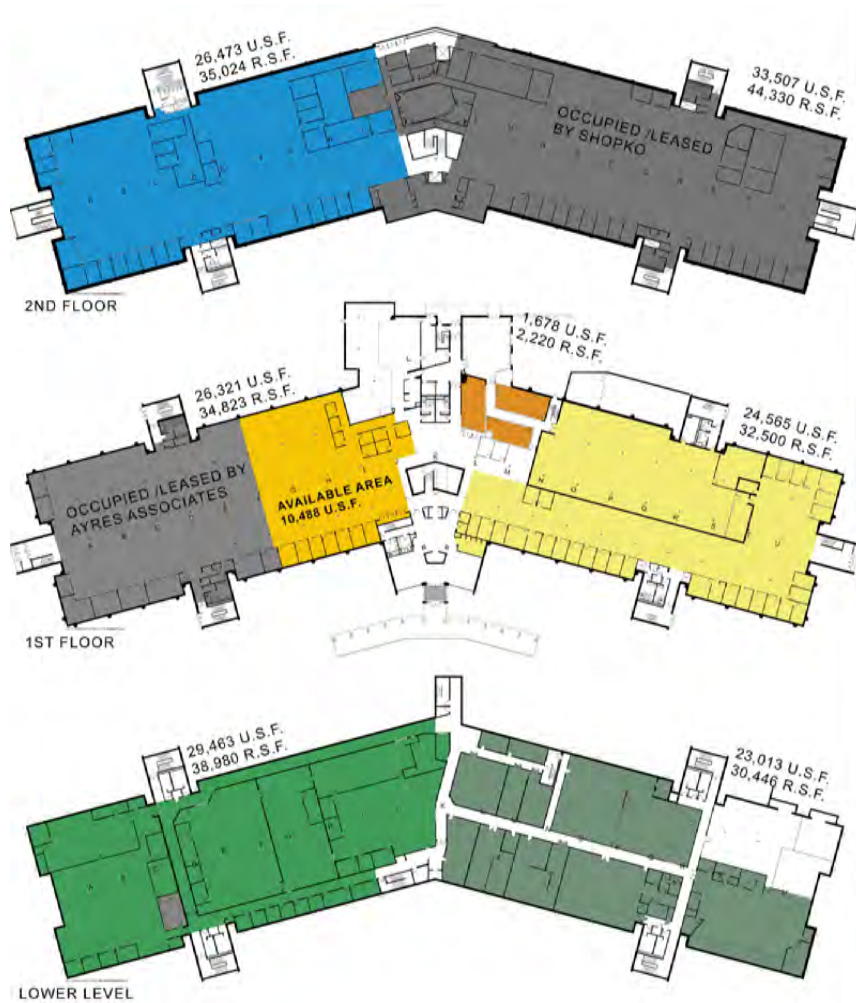 26,473 U.S.F.
35,024 R.S.F.
33,507 U.S.F.
44,330 R.S.F.
OCCUPIED /LEASED
BY SHOPKO
2ND FLOOR
1,678 U.S.F.
2,220 R.S.F.
26,321 U.S.F.
34,823 R.S.F.
24,565 U.S.F.
32,500 R.S.F.
OCCUPIED /LEASED BY
AYRES ASSOCIATES
AVAILABLE AREA
10,488 U.S.F.
1ST FLOOR
29,463 U.S.F.
38,980 R.S.F.
23,013 U.S.F.
30,446 R.S.F.
LOWER LEVEL